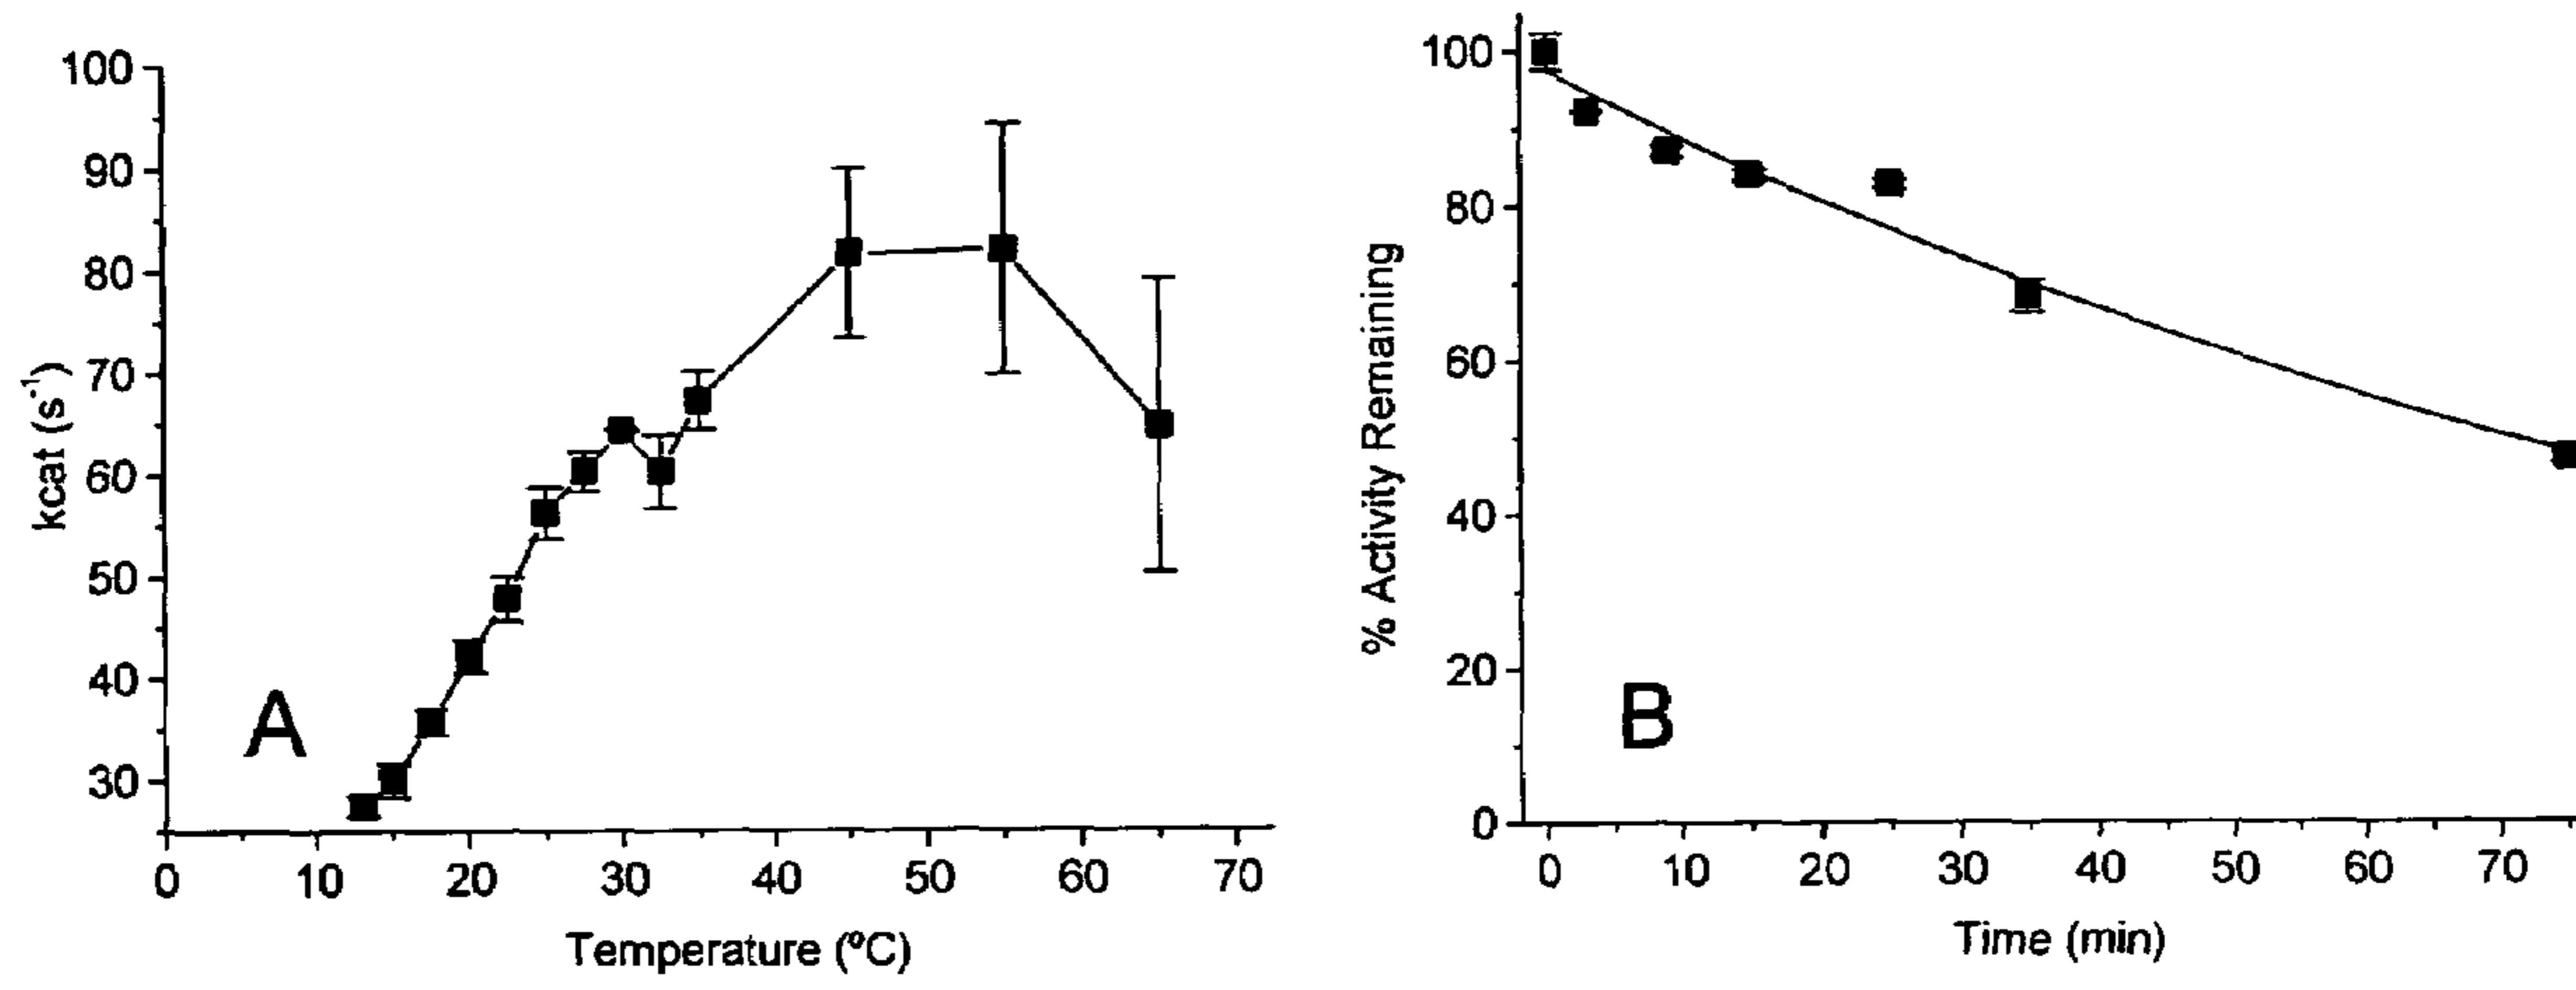 100
90
80
70
60
50
40
30
kcat (s-1)
A
0 10 20 30 40 50 60 70
Temperature (ºC)
100
80
60
40
20
0
% Activity Remaining
B
0 10 20 30 40 50 60 70
Time (min)